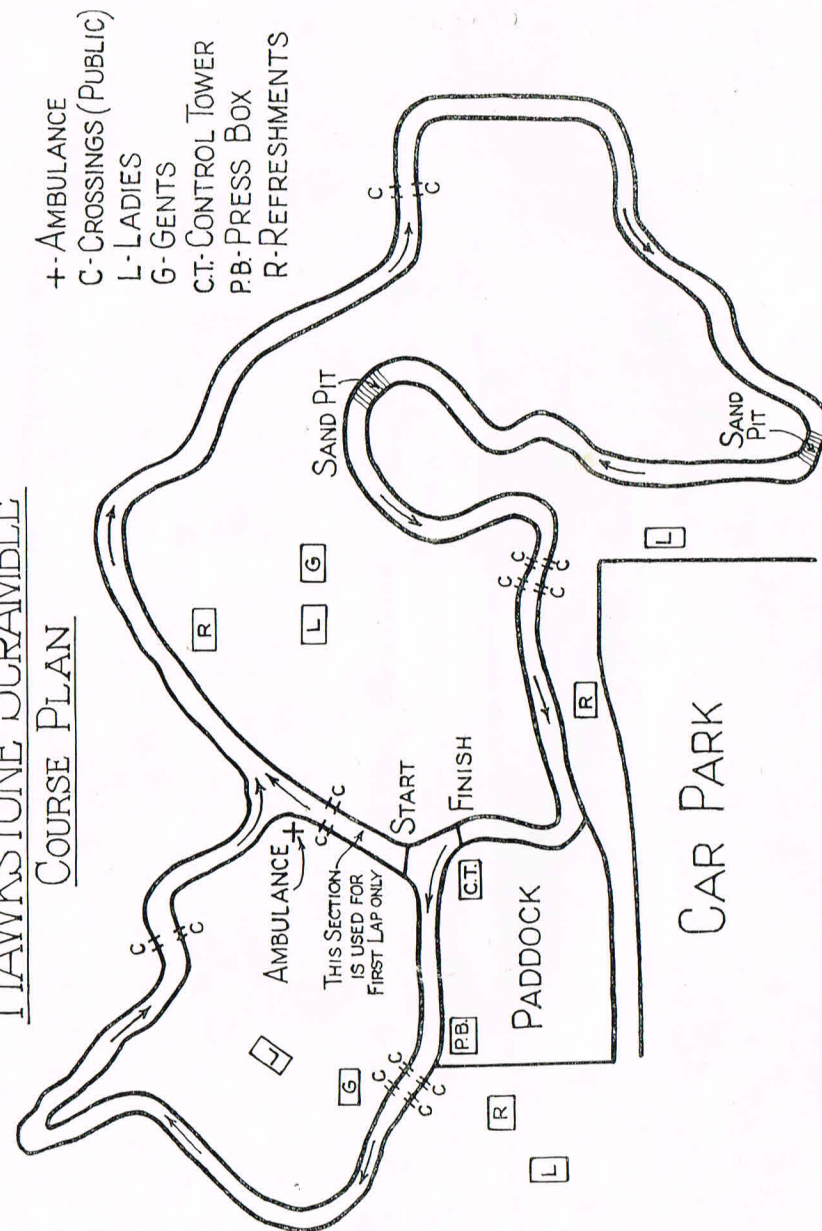 HAWKSTONE SCRAMBLE
COURSE PLAN
+-AMBULANCE
C-CROSSINGS (PUBLIC)
L-LADIES
G-GENTS
C.T.-CONTROL TOWER
P.B.-PRESS BOX
R-REFRESHMENTS
C
C
C
C
R
L
G
SAND PIT
AMBULANCE +
C
C
THIS SECTION
IS USED FOR
FIRST LAP ONLY
START
FINISH
L
G
C
C
C
C
P.B.
C.T.
PADDOCK
C
C
C
C
R
L
SAND
PIT
R
L
CAR PARK